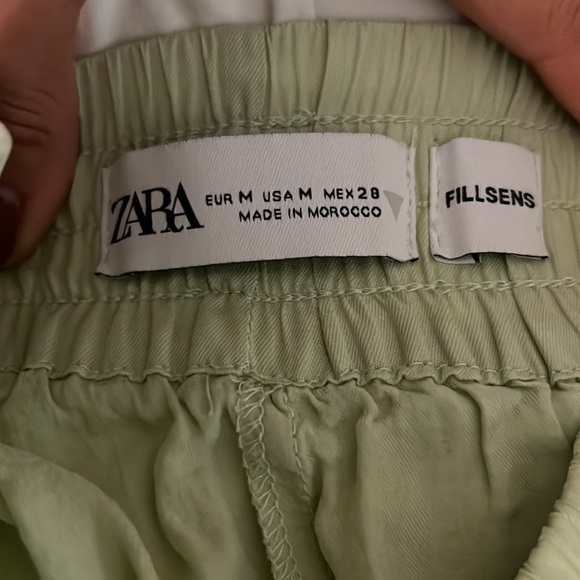 ZARA
EUR M USA M MEX 28
MADE IN MOROCCO
FILLSENS